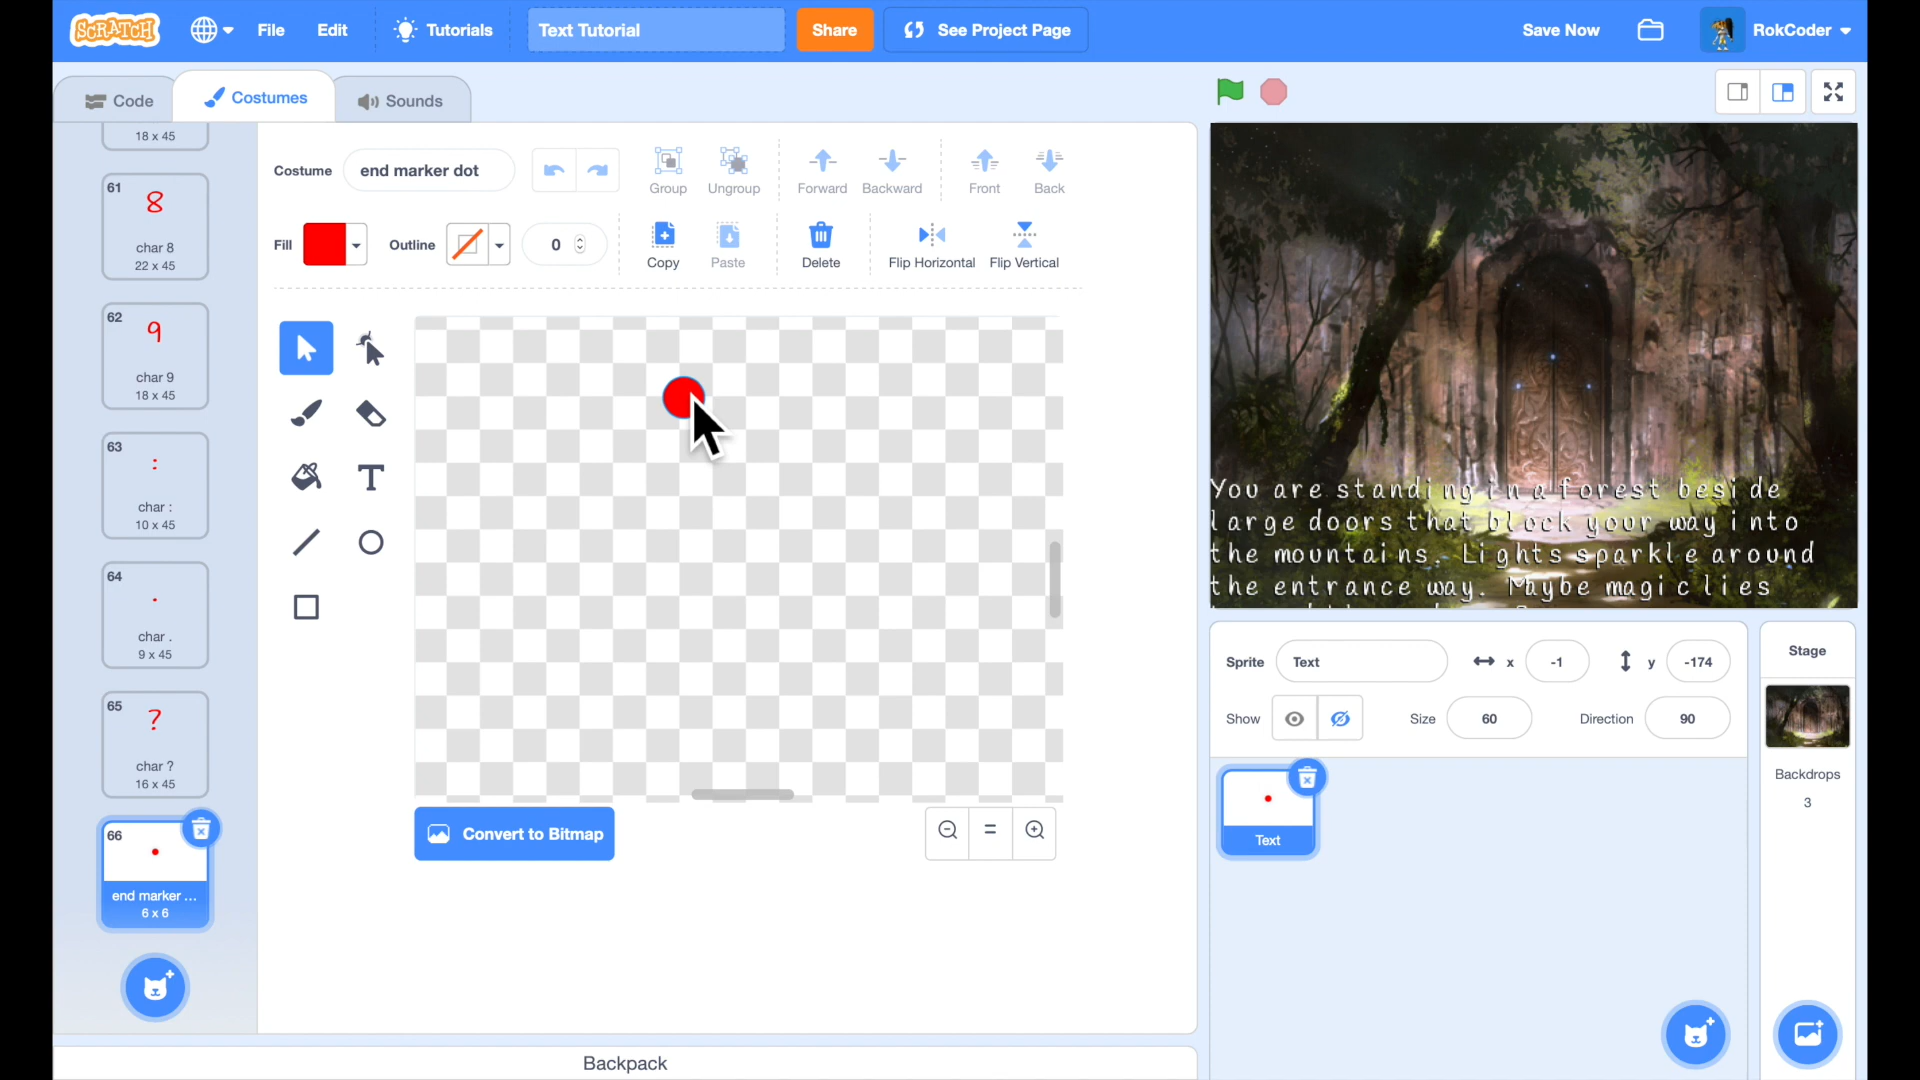 SCRATCH File Edit Tutorials Text Tutorial Share See Project Page Save Now RokCoder
Code Costumes Sounds
18 x 45
61
8
char 8
22 x 45
62
9
char 9
18 x 45
63
:
char :
10 x 45
64
.
char .
9 x 45
65
?
char ?
16 x 45
66
end marker ...
6 x 6
Costume end marker dot Group Ungroup Forward Backward Front Back
Fill Outline 0 Copy Paste Delete Flip Horizontal Flip Vertical
T
Convert to Bitmap
=
You are standing in a forest beside
large doors that block your way into
the mountains. Lights sparkle around
the entrance way. Maybe magic lies
Sprite Text x -1 y -174
Show Size 60 Direction 90
Text
Stage
Backdrops
3
Backpack